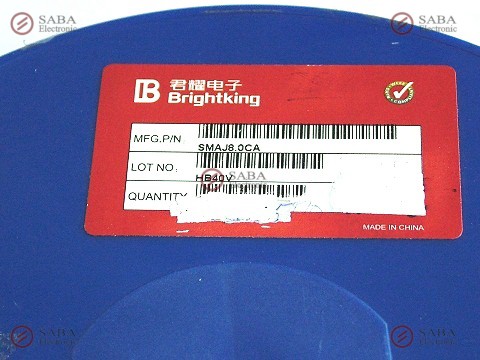 SABA
Electronic
SABA
Electronic
君耀电子
Brightking
MFG.P/N:
SMAJ8.0CA
LOT NO:
SABA
HB40V
Electronic
QUANTITY
MADE IN CHINA
SABA
Electronic
SABA
Electronic